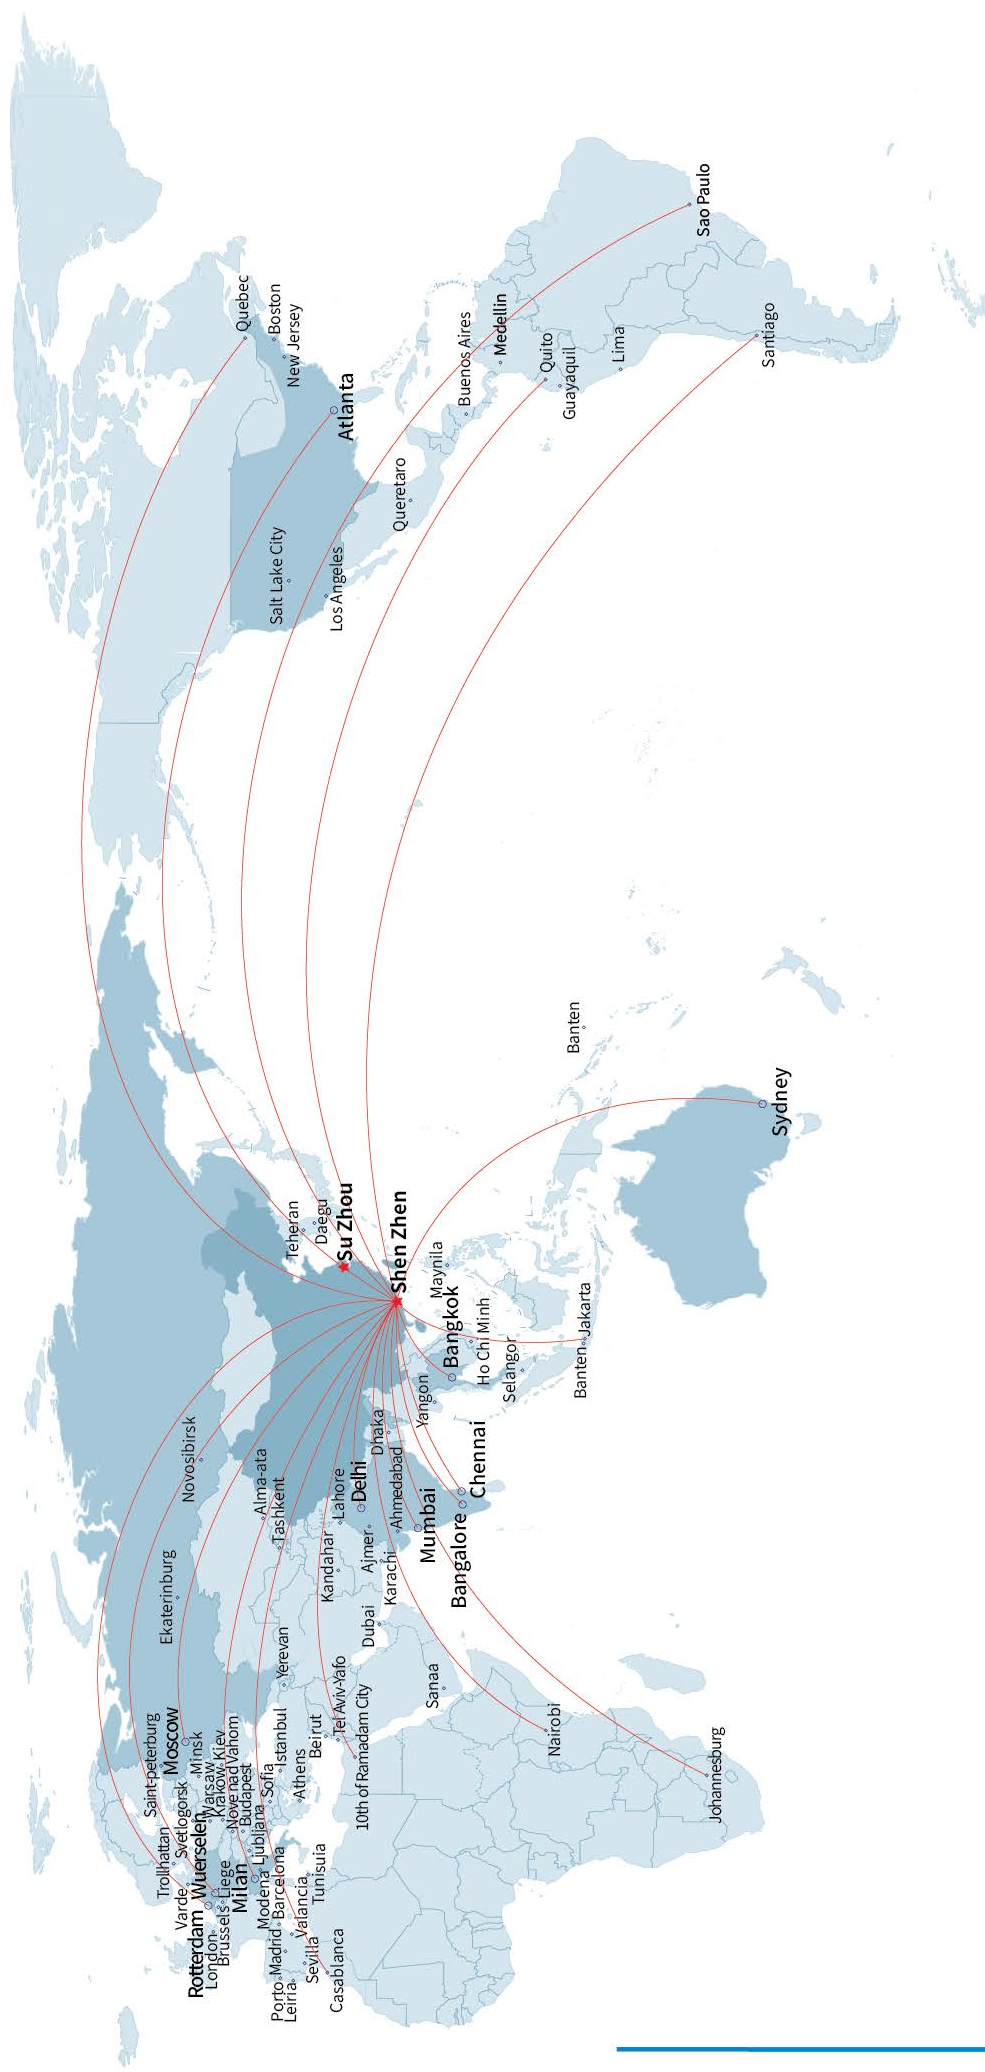 Quebec
Boston
New Jersey
Atlanta
Salt Lake City
Los Angeles
Queretaro
Buenos Aires
Medellin
Quito
Guayaquil
Lima
Sao Paulo
Santiago
Banten
Sydney
Teheran
Daegu
Su Zhou
Shen Zhen
Maynila
Bangkok
Ho Chi Minh
Selangor
Jakarta
Banten
Yangon
Novosibirsk
Alma-ata
Tashkent
Lahore
Delhi
Dhaka
Ahmedabad
Chennai
Mumbai
Bangalore
Kandahar
Ajmer
Karachi
Ekaterinburg
Dubai
Yerevan
Tel Aviv-Yafo
Sanaa
10th of Ramadam City
Beirut
Istanbul
Nairobi
Johannesburg
Saint-peterburg
Moscow
Minsk
Kiev
Svetlogorsk
Warsaw
Krakow
Nove nad Vahom
Budapest
Sofia
Athens
Ljubliana
Trollhattan
Wuerselen
Varde
Liege
Milan
Modena
Barcelona
Tunisuia
Rotterdam
London
Brussels
Madrid
Valancia
Sevilla
Porto
Leiria
Casablanca